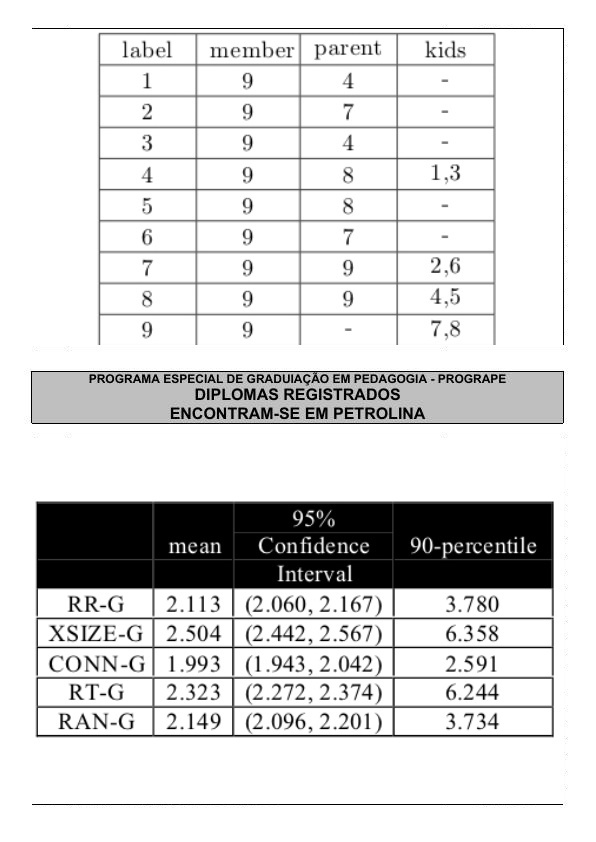 label member parent kids
1 9 4 -
2 9 7 -
3 9 4 -
4 9 8 1,3
5 9 8 -
6 9 7 -
7 9 9 2,6
8 9 9 4,5
9 9 - 7,8
PROGRAMA ESPECIAL DE GRADUIAÇÃO EM PEDAGOGIA - PROGRAPE
DIPLOMAS REGISTRADOS
ENCONTRAM-SE EM PETROLINA
95%
mean Confidence 90-percentile
Interval
RR-G 2.113 (2.060, 2.167) 3.780
XSIZE-G 2.504 (2.442, 2.567) 6.358
CONN-G 1.993 (1.943, 2.042) 2.591
RT-G 2.323 (2.272, 2.374) 6.244
RAN-G 2.149 (2.096, 2.201) 3.734